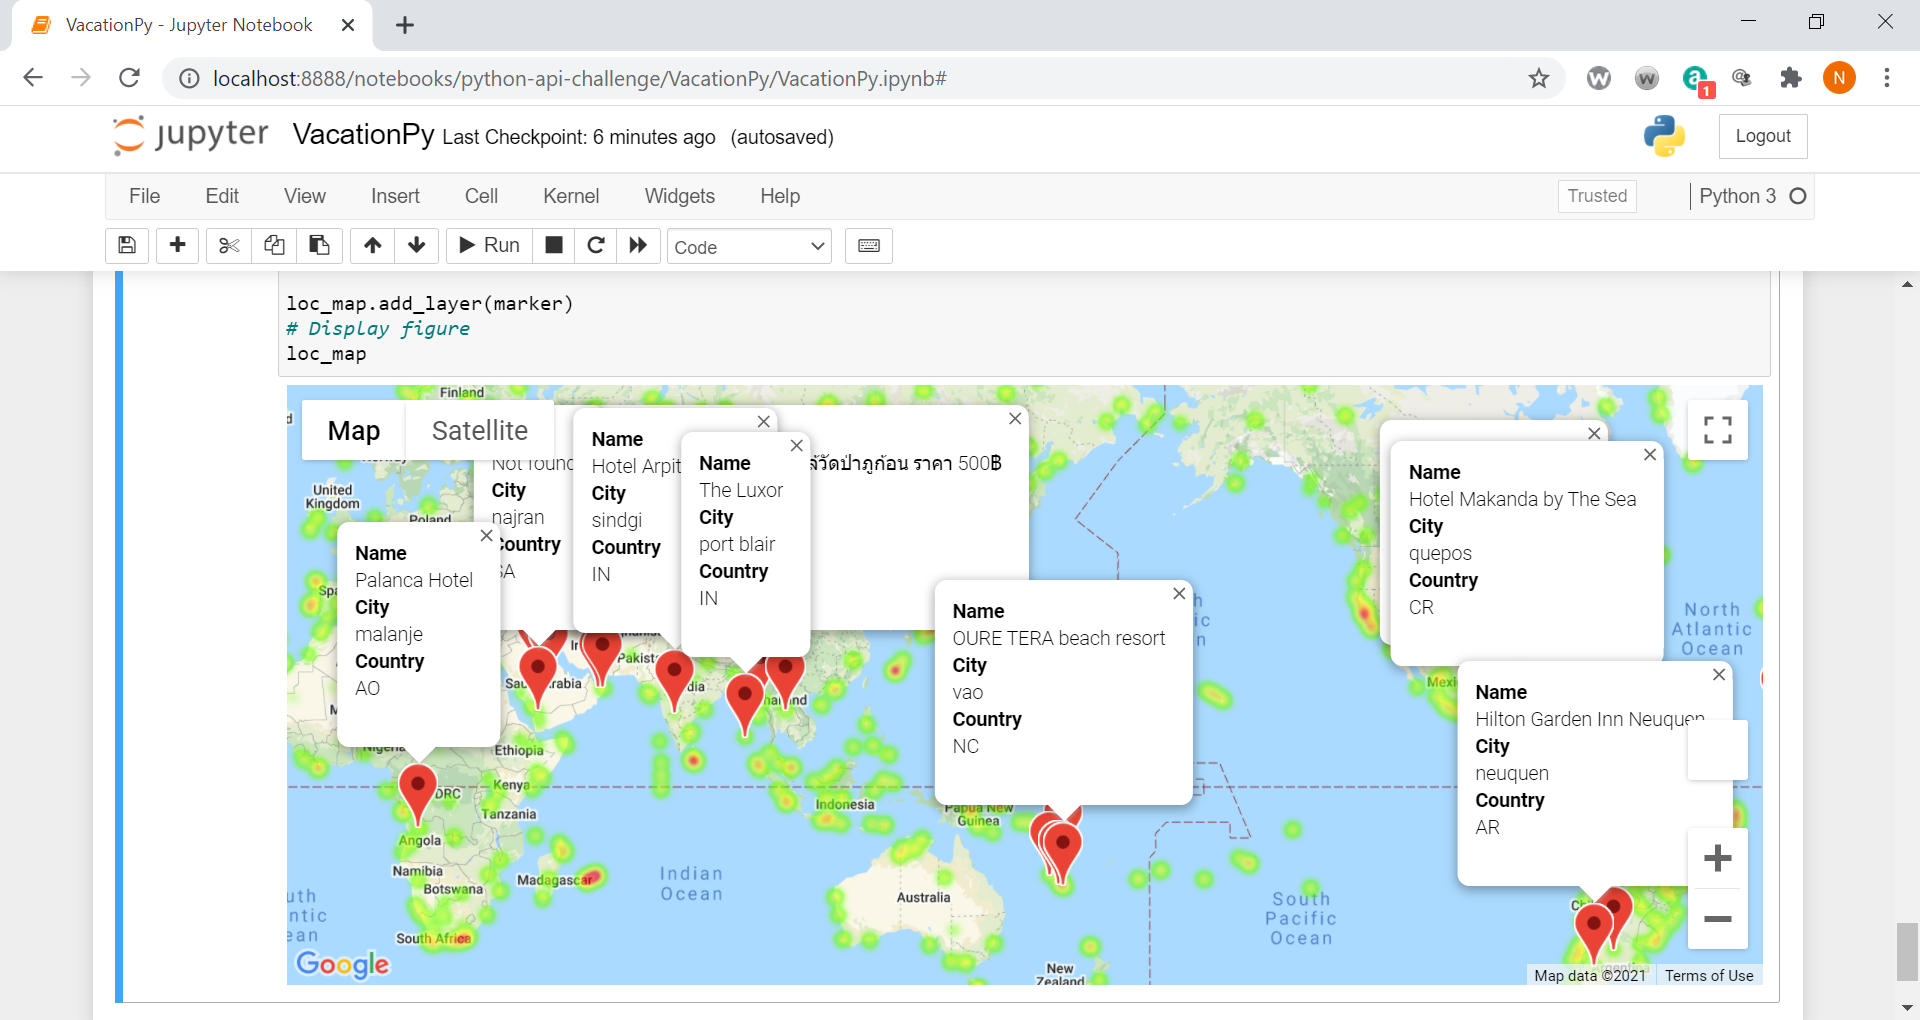 VacationPy - Jupyter Notebook
localhost:8888/notebooks/python-api-challenge/VacationPy/VacationPy.ipynb#
1
N
jupyter VacationPy Last Checkpoint: 6 minutes ago (autosaved)
Logout
File Edit View Insert Cell Kernel Widgets Help
Trusted
Python 3
Run
Code
loc_map.add_layer(marker)
# Display figure
loc_map
Map Satellite
Finland
United
Kingdom
Poland
Not found
City
najran
Country
SA
Name
Hotel Arpit
City
sindgi
Country
IN
Name
The Luxor
City
port blair
Country
IN
ล้วัดป่าภูก้อน ราคา 500฿
Name
Palanca Hotel
City
malanje
Country
AO
Name
OURE TERA beach resort
City
vao
Country
NC
Name
Hotel Makanda by The Sea
City
quepos
Country
CR
Name
Hilton Garden Inn Neuquen
City
neuquen
Country
AR
North
Atlantic
Ocean
Nigeria
Ethiopia
DRC
Kenya
Tanzania
Angola
Namibia
Botswana
Madagascar
South Africa
Indian
Ocean
Indonesia
Papua New
Guinea
Australia
New
Zealand
South
Pacific
Ocean
Google
Map data ©2021
Terms of Use